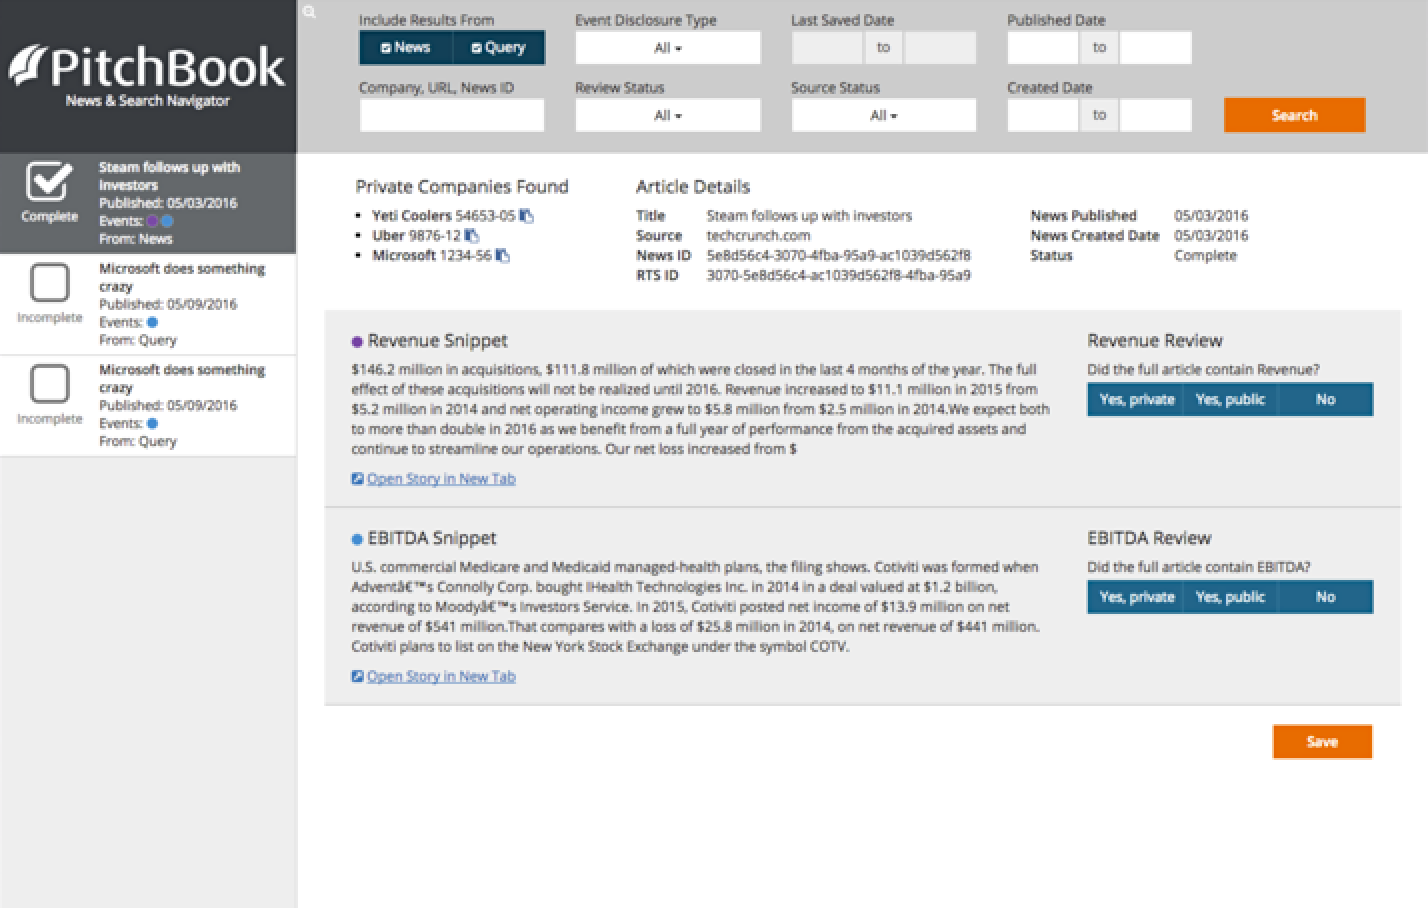 PitchBook
News & Search Navigator
Include Results From
News Query
Event Disclosure Type
All
Last Saved Date
to
Published Date
to
Company, URL, News ID
Review Status
All
Source Status
All
Created Date
to
Search
Complete
Steam follows up with
Investors
Published: 05/03/2016
Events:
From: News
Incomplete
Microsoft does something
crazy
Published: 05/09/2016
Events:
From: Query
Incomplete
Microsoft does something
crazy
Published: 05/09/2016
Events:
From: Query
Private Companies Found
• Yeti Coolers 54653-05
• Uber 9876-12
• Microsoft 1234-56
Article Details
Title Steam follows up with investors
Source techcrunch.com
News ID 5e8d56c4-3070-4fba-95a9-ac1039d562f8
RTS ID 3070-5e8d56c4-ac1039d562f8-4fba-95a9
News Published 05/03/2016
News Created Date 05/03/2016
Status Complete
Revenue Snippet
$146.2 million in acquisitions, $111.8 million of which were closed in the last 4 months of the year. The full
effect of these acquisitions will not be realized until 2016. Revenue increased to $11.1 million in 2015 from
$5.2 million in 2014 and net operating income grew to $5.8 million from $2.5 million in 2014.We expect both
to more than double in 2016 as we benefit from a full year of performance from the acquired assets and
continue to streamline our operations. Our net loss increased from $
Open Story in New Tab
Revenue Review
Did the full article contain Revenue?
Yes, private Yes, public No
EBITDA Snippet
U.S. commercial Medicare and Medicaid managed-health plans, the filing shows. Cotiviti was formed when
Adventâ€™s Connolly Corp. bought IHealth Technologies Inc. in 2014 in a deal valued at $1.2 billion,
according to Moodyâ€™s Investors Service. In 2015, Cotiviti posted net income of $13.9 million on net
revenue of $541 million.That compares with a loss of $25.8 million in 2014, on net revenue of $441 million.
Cotiviti plans to list on the New York Stock Exchange under the symbol COTV.
Open Story in New Tab
EBITDA Review
Did the full article contain EBITDA?
Yes, private Yes, public No
Save